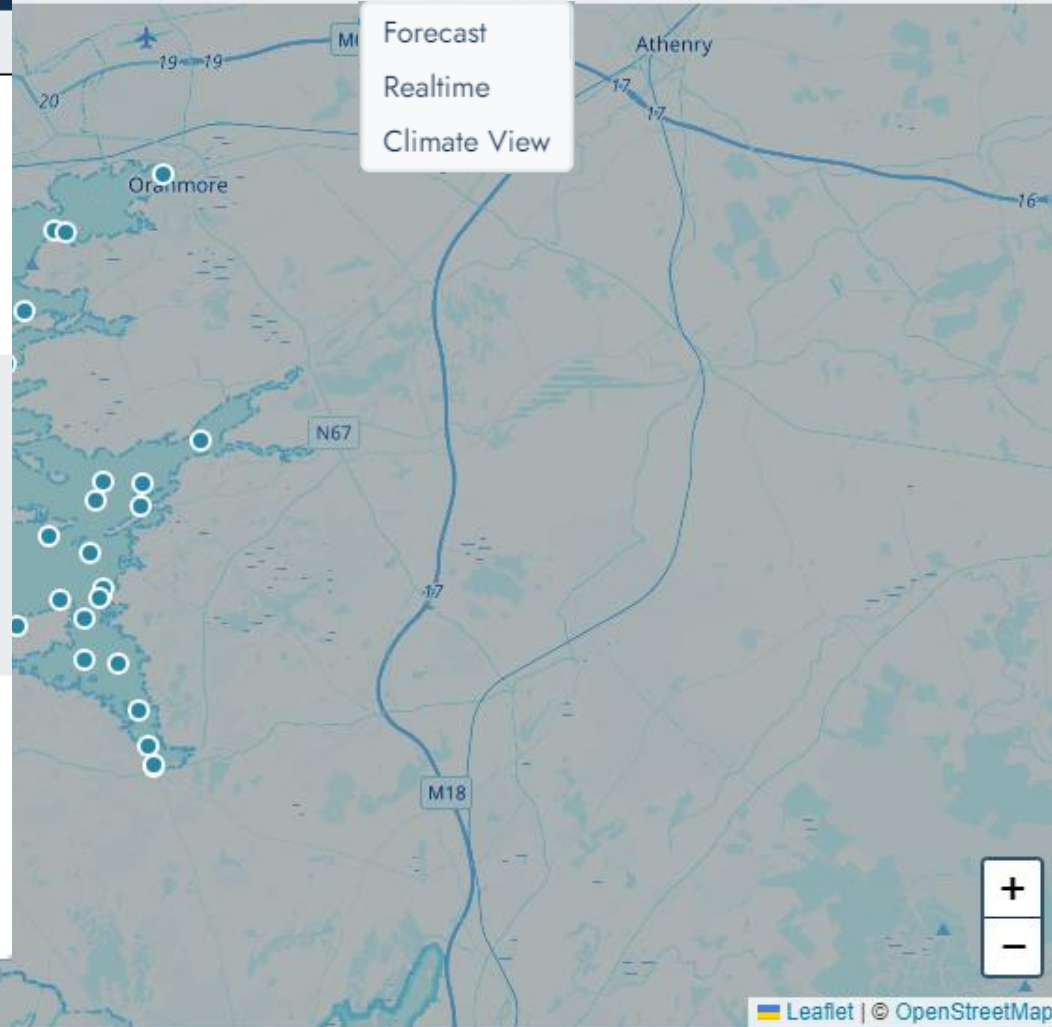 Forecast
Realtime
Climate View
Athenry
19
19
20
17
17
16
Oranmore
N67
17
M18
+
−
Leaflet | © OpenStreetMap